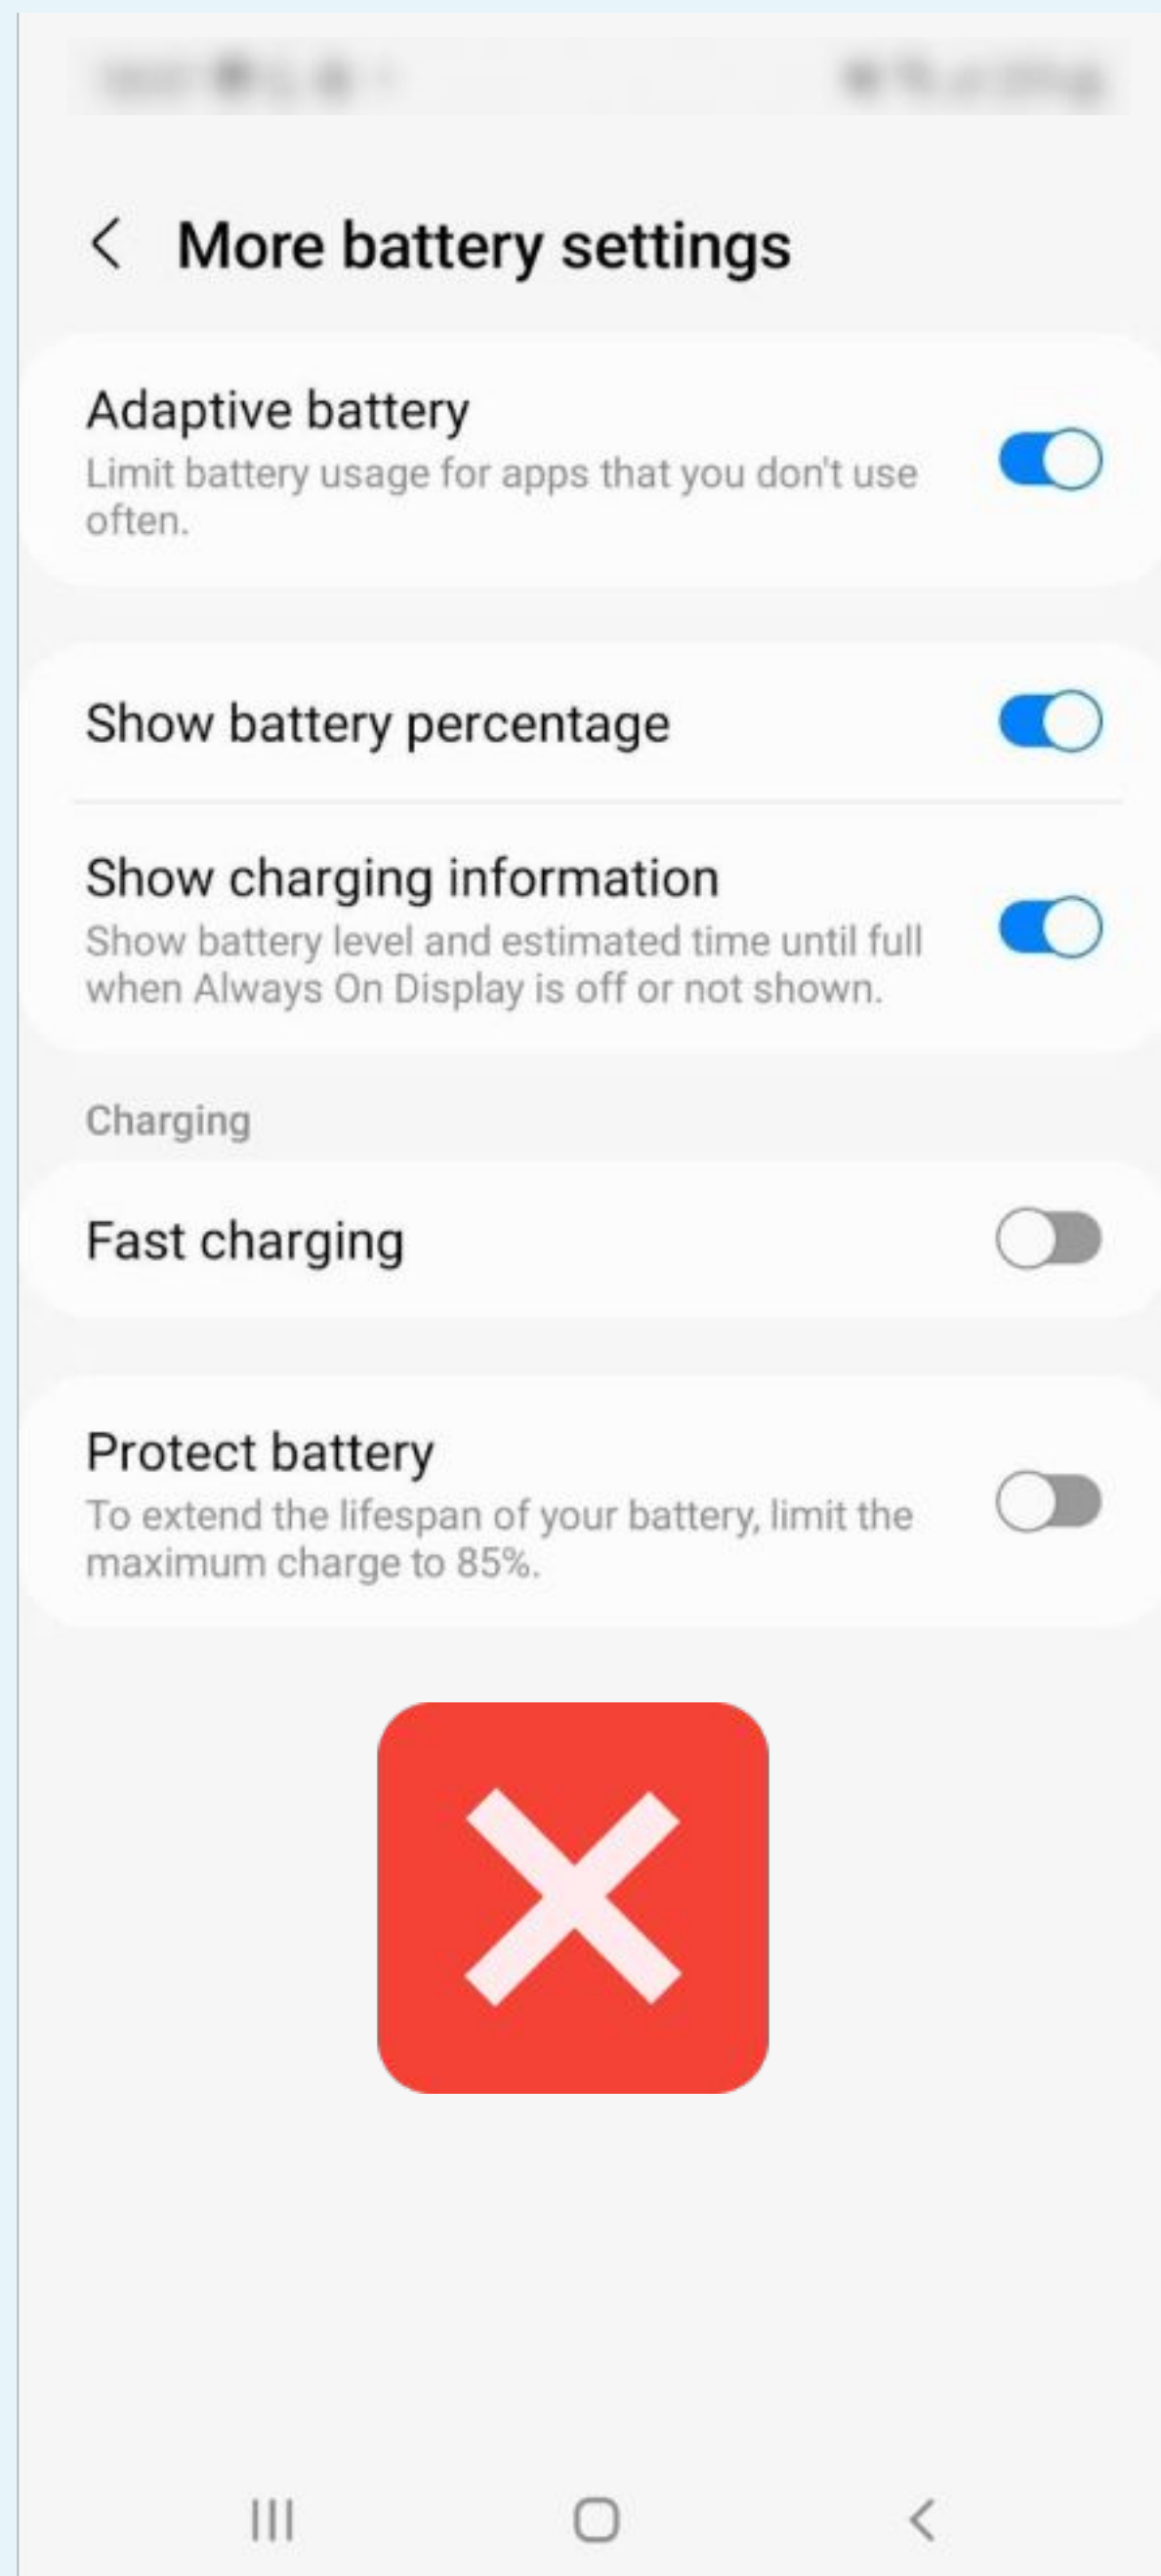 More battery settings
Adaptive battery
Limit battery usage for apps that you don't use
often.
Show battery percentage
Show charging information
Show battery level and estimated time until full
when Always On Display is off or not shown.
Charging
Fast charging
Protect battery
To extend the lifespan of your battery, limit the
maximum charge to 85%.